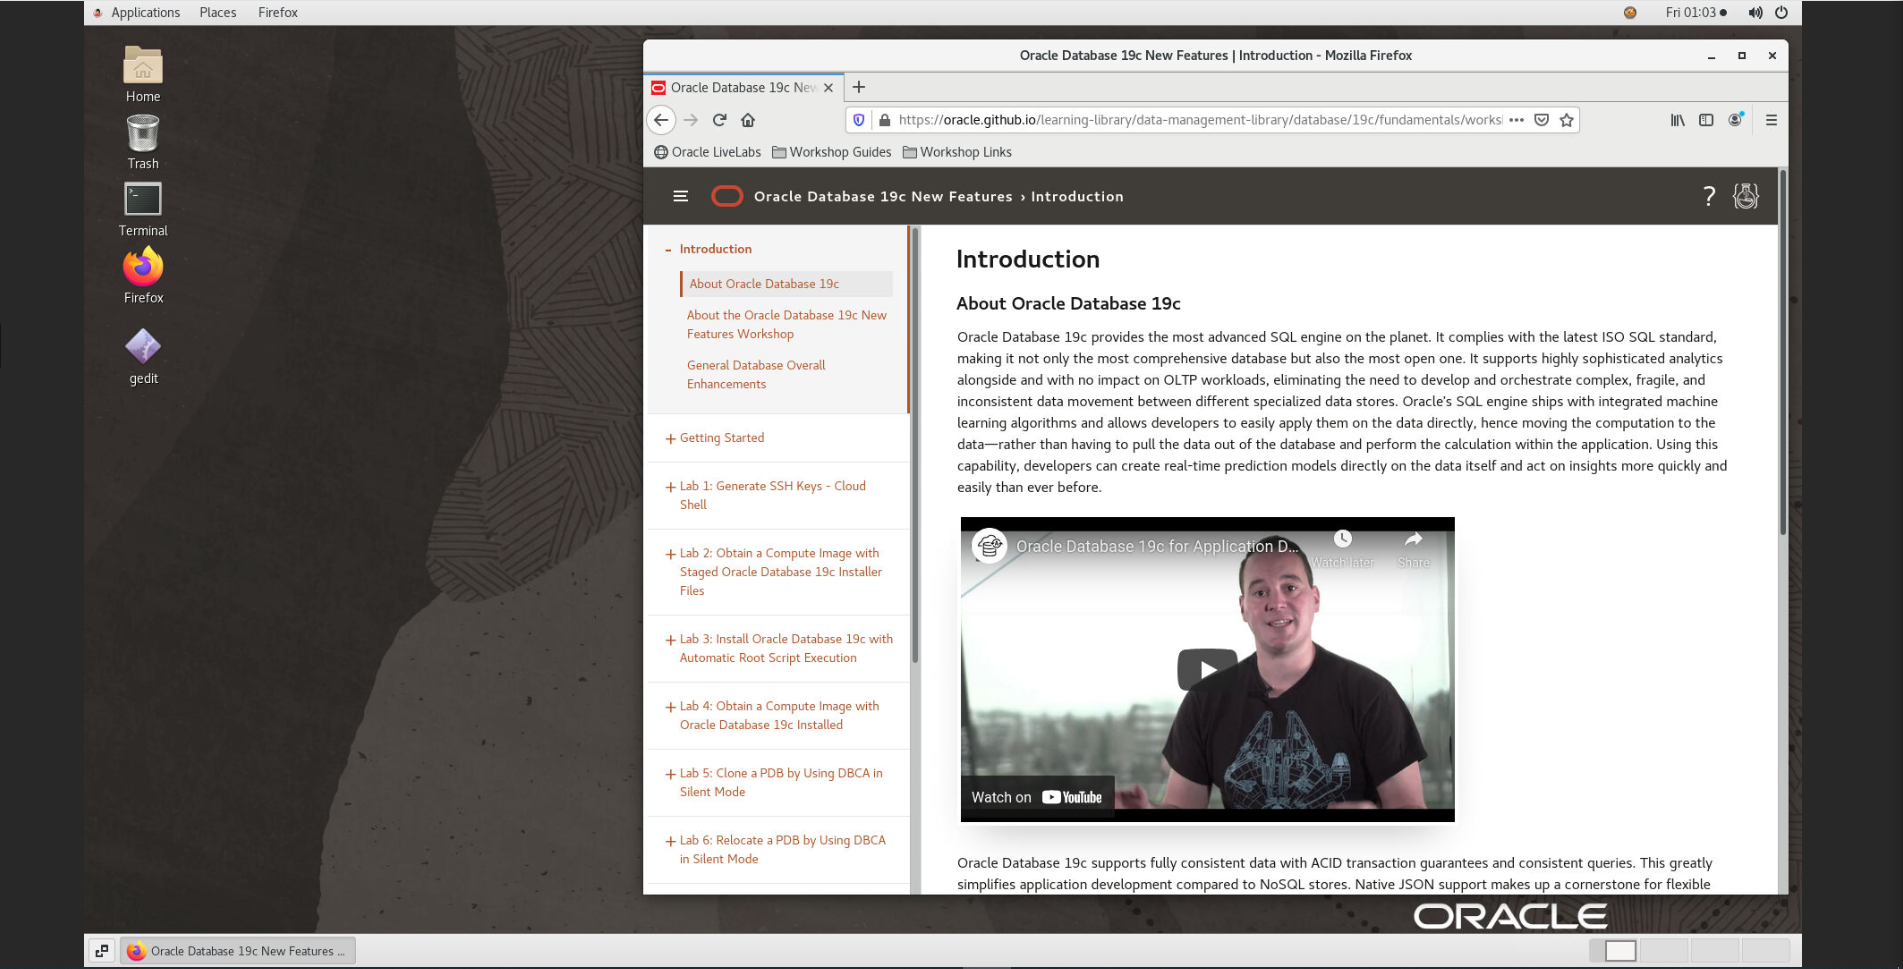 Applications Places Firefox Fri 01:03
Home
Trash
Terminal
Firefox
gedit
Oracle Database 19c New Features | Introduction - Mozilla Firefox
Oracle Database 19c New
https://oracle.github.io/learning-library/data-management-library/database/19c/fundamentals/works
Oracle LiveLabs Workshop Guides Workshop Links
Oracle Database 19c New Features › Introduction
?
- Introduction
About Oracle Database 19c
About the Oracle Database 19c New
Features Workshop
General Database Overall
Enhancements
+ Getting Started
+ Lab 1: Generate SSH Keys - Cloud
Shell
+ Lab 2: Obtain a Compute Image with
Staged Oracle Database 19c Installer
Files
+ Lab 3: Install Oracle Database 19c with
Automatic Root Script Execution
+ Lab 4: Obtain a Compute Image with
Oracle Database 19c Installed
+ Lab 5: Clone a PDB by Using DBCA in
Silent Mode
+ Lab 6: Relocate a PDB by Using DBCA
in Silent Mode
Introduction
About Oracle Database 19c
Oracle Database 19c provides the most advanced SQL engine on the planet. It complies with the latest ISO SQL standard,
making it not only the most comprehensive database but also the most open one. It supports highly sophisticated analytics
alongside and with no impact on OLTP workloads, eliminating the need to develop and orchestrate complex, fragile, and
inconsistent data movement between different specialized data stores. Oracle's SQL engine ships with integrated machine
learning algorithms and allows developers to easily apply them on the data directly, hence moving the computation to the
data—rather than having to pull the data out of the database and perform the calculation within the application. Using this
capability, developers can create real-time prediction models directly on the data itself and act on insights more quickly and
easily than ever before.
Oracle Database 19c for Application D...
Watch later Share
Watch on YouTube
Oracle Database 19c supports fully consistent data with ACID transaction guarantees and consistent queries. This greatly
simplifies application development compared to NoSQL stores. Native JSON support makes up a cornerstone for flexible
ORACLE
Oracle Database 19c New Features ...